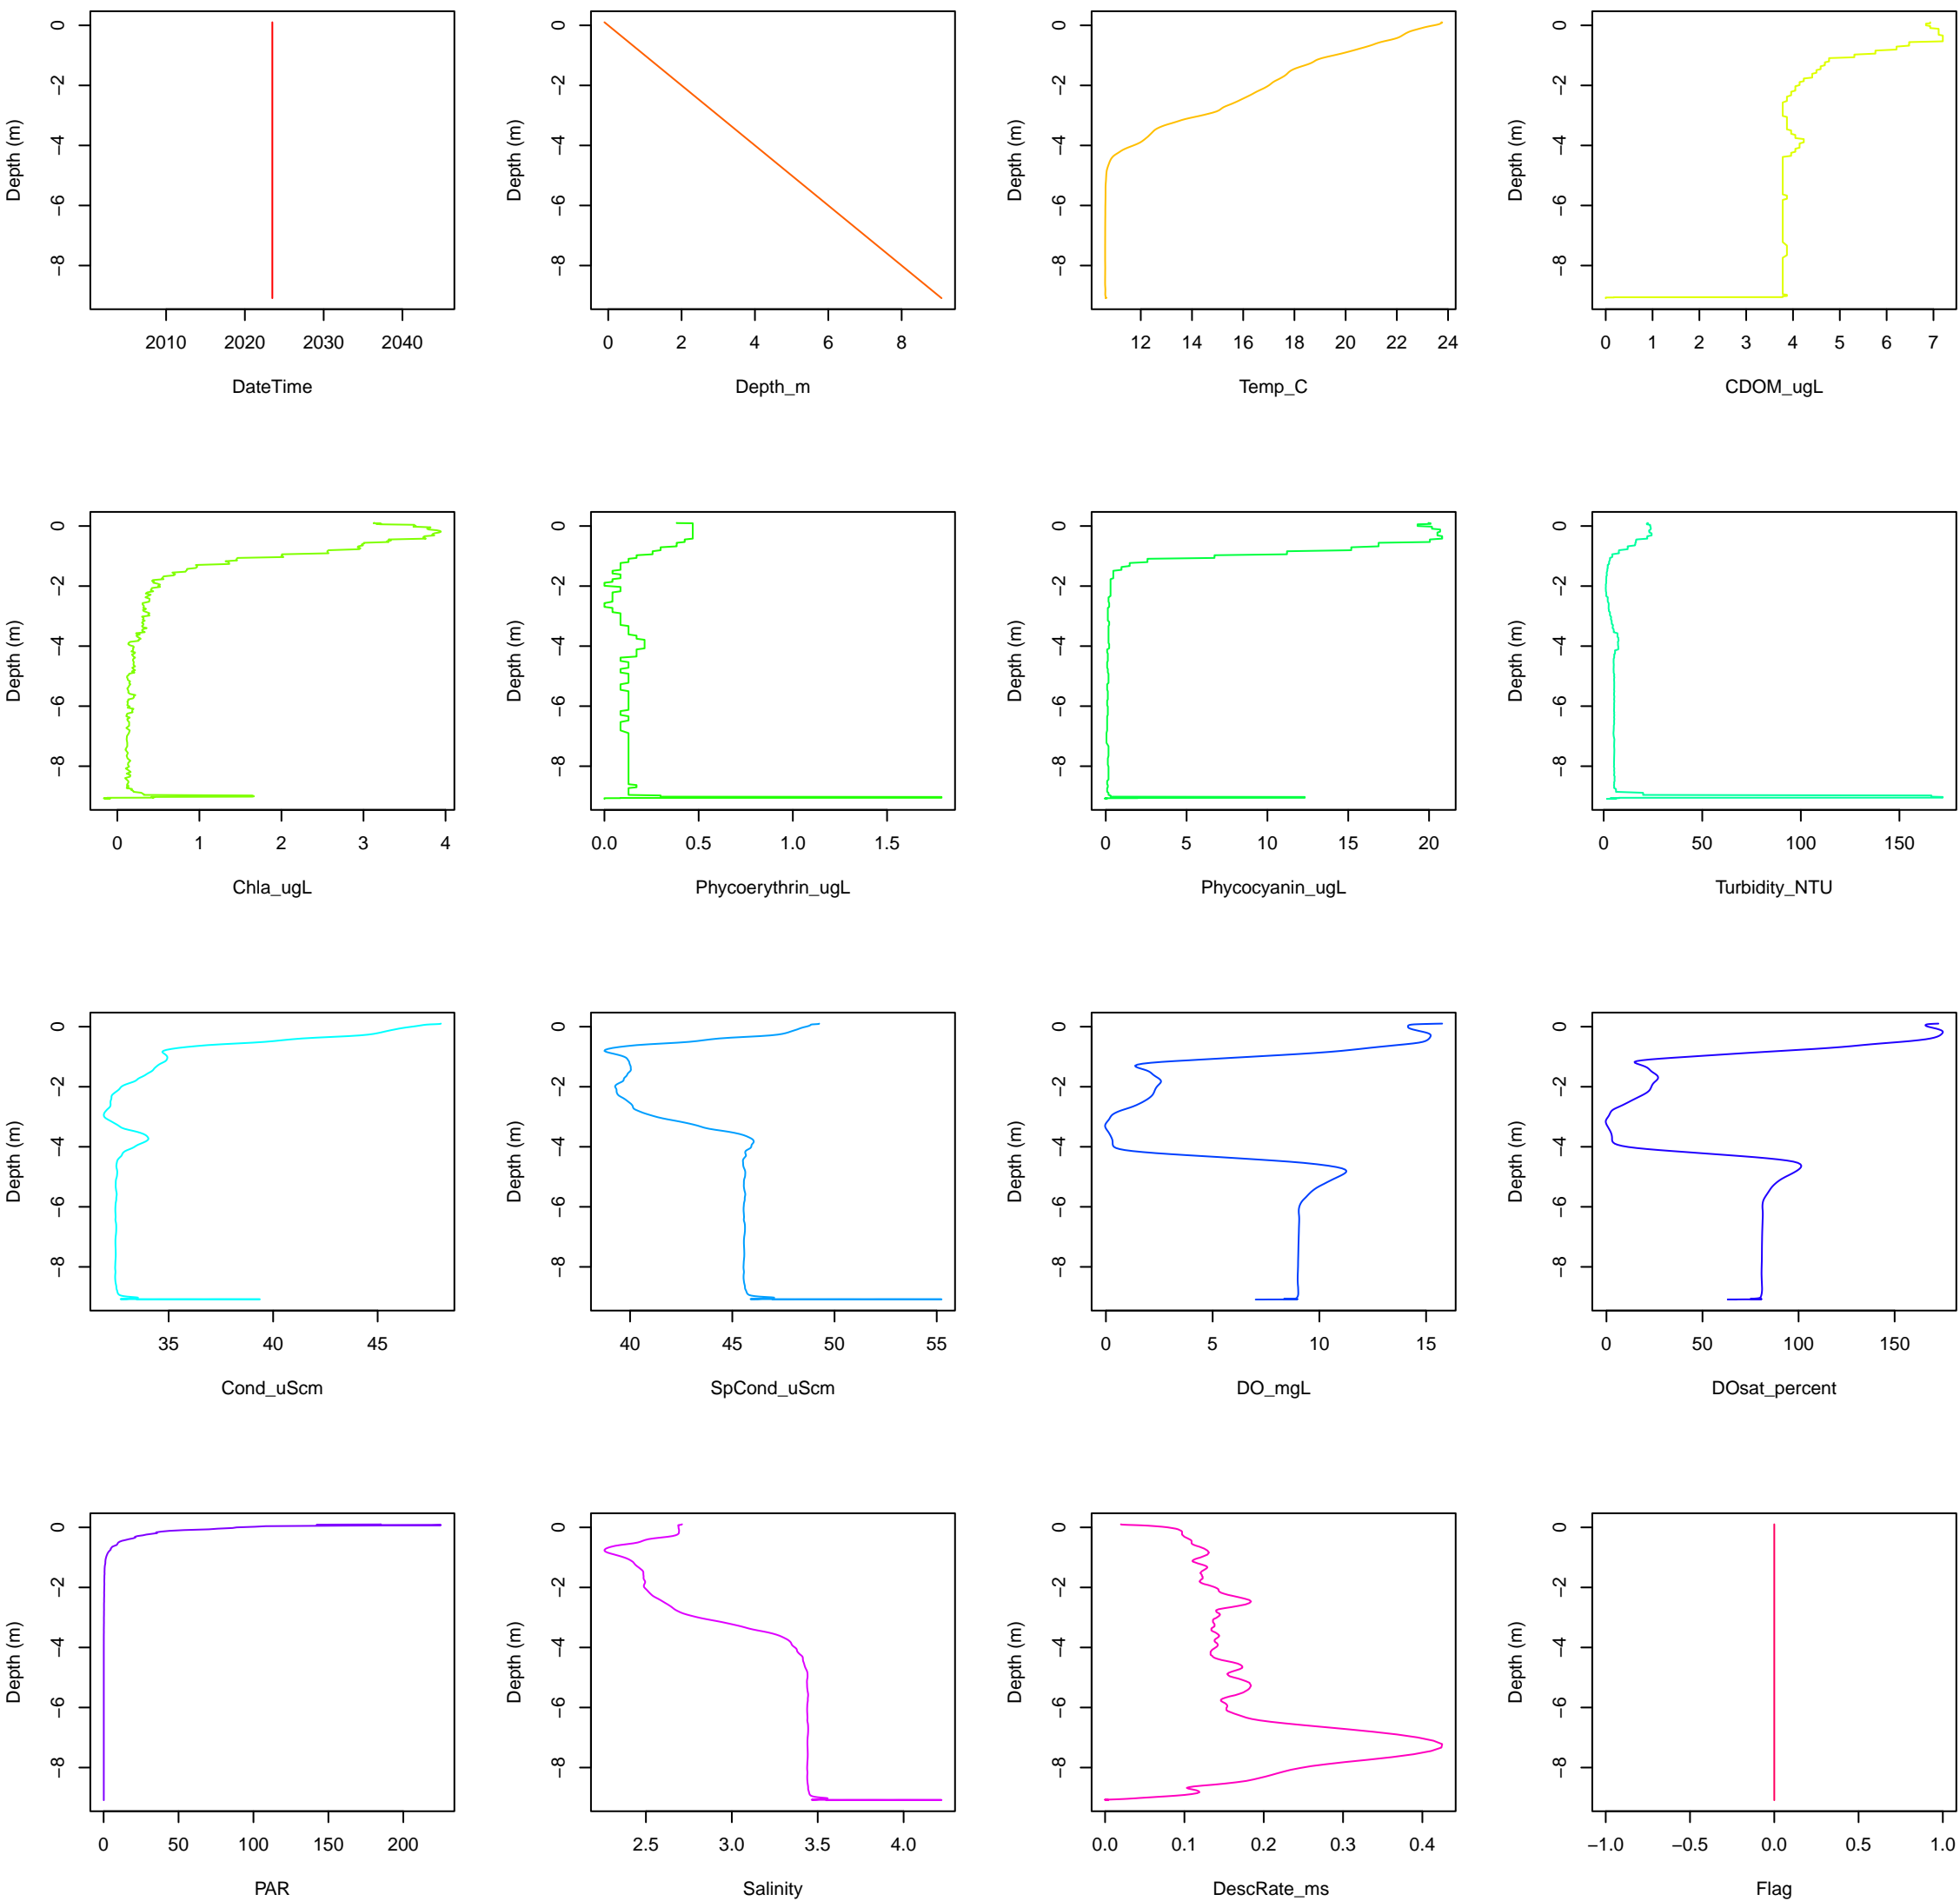 0 0 0 0
−2 −2 −2 −2
−4 −4 −4 −4
−6 −6 −6 −6
−8 −8 −8 −8
Depth (m) Depth (m) Depth (m) Depth (m)
2010 2020 2030 2040 0 2 4 6 8 12 14 16 18 20 22 24 0 1 2 3 4 5 6 7
DateTime Depth_m Temp_C CDOM_ugL
0 0 0 0
−2 −2 −2 −2
−4 −4 −4 −4
−6 −6 −6 −6
−8 −8 −8 −8
Depth (m) Depth (m) Depth (m) Depth (m)
0 1 2 3 4 0.0 0.5 1.0 1.5 0 5 10 15 20 0 50 100 150
Chla_ugL Phycoerythrin_ugL Phycocyanin_ugL Turbidity_NTU
0 0 0 0
−2 −2 −2 −2
−4 −4 −4 −4
−6 −6 −6 −6
−8 −8 −8 −8
Depth (m) Depth (m) Depth (m) Depth (m)
35 40 45 40 45 50 55 0 5 10 15 0 50 100 150
Cond_uScm SpCond_uScm DO_mgL DOsat_percent
0 0 0 0
−2 −2 −2 −2
−4 −4 −4 −4
−6 −6 −6 −6
−8 −8 −8 −8
Depth (m) Depth (m) Depth (m) Depth (m)
0 50 100 150 200 2.5 3.0 3.5 4.0 0.0 0.1 0.2 0.3 0.4 −1.0 −0.5 0.0 0.5 1.0
PAR Salinity DescRate_ms Flag